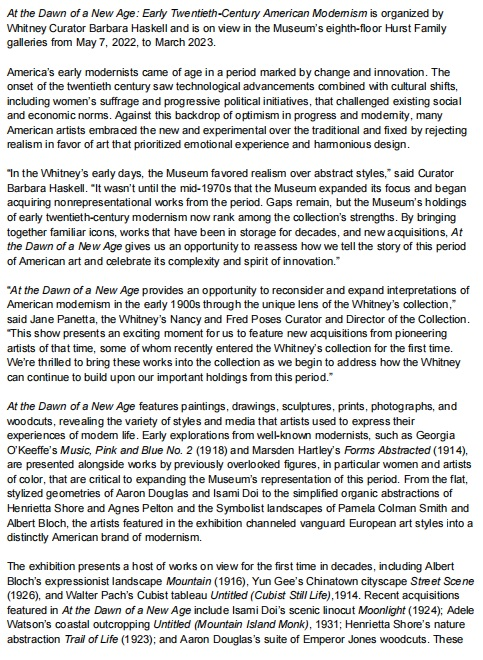 At the Dawn of a New Age: Early Twentieth-Century American Modernism is organized by
Whitney Curator Barbara Haskell and is on view in the Museum's eighth-floor Hurst Family
galleries from May 7, 2022, to March 2023.

America's early modernists came of age in a period marked by change and innovation. The
onset of the twentieth century saw technological advancements combined with cultural shifts,
including women's suffrage and progressive political initiatives, that challenged existing social
and economic norms. Against this backdrop of optimism in progress and modernity, many
American artists embraced the new and experimental over the traditional and fixed by rejecting
realism in favor of art that prioritized emotional experience and harmonious design.

"In the Whitney's early days, the Museum favored realism over abstract styles," said Curator
Barbara Haskell. "It wasn't until the mid-1970s that the Museum expanded its focus and began
acquiring nonrepresentational works from the period. Gaps remain, but the Museum's holdings
of early twentieth-century modernism now rank among the collection's strengths. By bringing
together familiar icons, works that have been in storage for decades, and new acquisitions, At
the Dawn of a New Age gives us an opportunity to reassess how we tell the story of this period
of American art and celebrate its complexity and spirit of innovation."

"At the Dawn of a New Age provides an opportunity to reconsider and expand interpretations of
American modernism in the early 1900s through the unique lens of the Whitney's collection,"
said Jane Panetta, the Whitney's Nancy and Fred Poses Curator and Director of the Collection.
"This show presents an exciting moment for us to feature new acquisitions from pioneering
artists of that time, some of whom recently entered the Whitney's collection for the first time.
We're thrilled to bring these works into the collection as we begin to address how the Whitney
can continue to build upon our important holdings from this period."

At the Dawn of a New Age features paintings, drawings, sculptures, prints, photographs, and
woodcuts, revealing the variety of styles and media that artists used to express their
experiences of modern life. Early explorations from well-known modernists, such as Georgia
O'Keeffe's Music, Pink and Blue No. 2 (1918) and Marsden Hartley's Forms Abstracted (1914),
are presented alongside works by previously overlooked figures, in particular women and artists
of color, that are critical to expanding the Museum's representation of this period. From the flat,
stylized geometries of Aaron Douglas and Isami Doi to the simplified organic abstractions of
Henrietta Shore and Agnes Pelton and the Symbolist landscapes of Pamela Colman Smith and
Albert Bloch, the artists featured in the exhibition channeled vanguard European art styles into a
distinctly American brand of modernism.

The exhibition presents a host of works on view for the first time in decades, including Albert
Bloch's expressionist landscape Mountain (1916), Yun Gee's Chinatown cityscape Street Scene
(1926), and Walter Pach's Cubist tableau Untitled (Cubist Still Life),1914. Recent acquisitions
featured in At the Dawn of a New Age include Isami Doi's scenic linocut Moonlight (1924); Adele
Watson's coastal outcropping Untitled (Mountain Island Monk), 1931; Henrietta Shore's nature
abstraction Trail of Life (1923); and Aaron Douglas's suite of Emperor Jones woodcuts. These